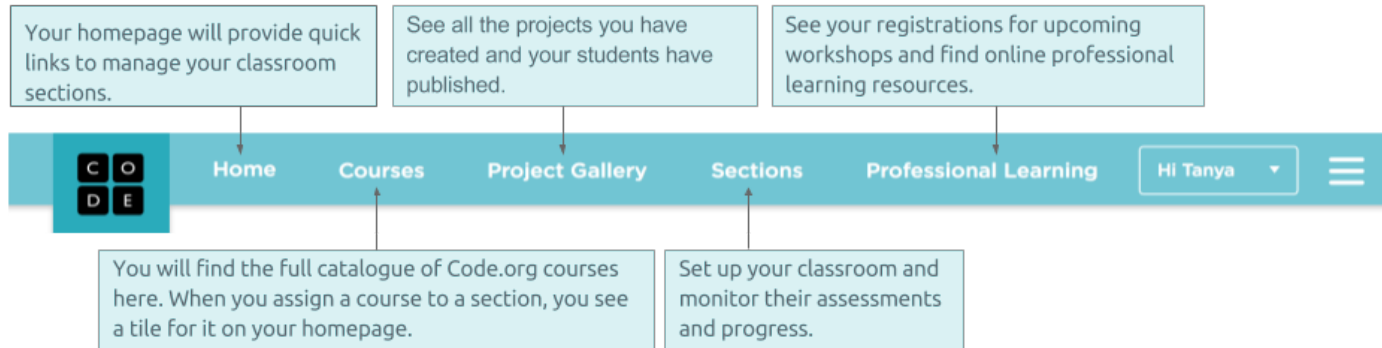 Your homepage will provide quick
links to manage your classroom
sections.
See all the projects you have
created and your students have
published.
See your registrations for upcoming
workshops and find online professional
learning resources.
C O
D E
Home
Courses
Project Gallery
Sections
Professional Learning
Hi Tanya
You will find the full catalogue of Code.org courses
here. When you assign a course to a section, you see
a tile for it on your homepage.
Set up your classroom and
monitor their assessments
and progress.